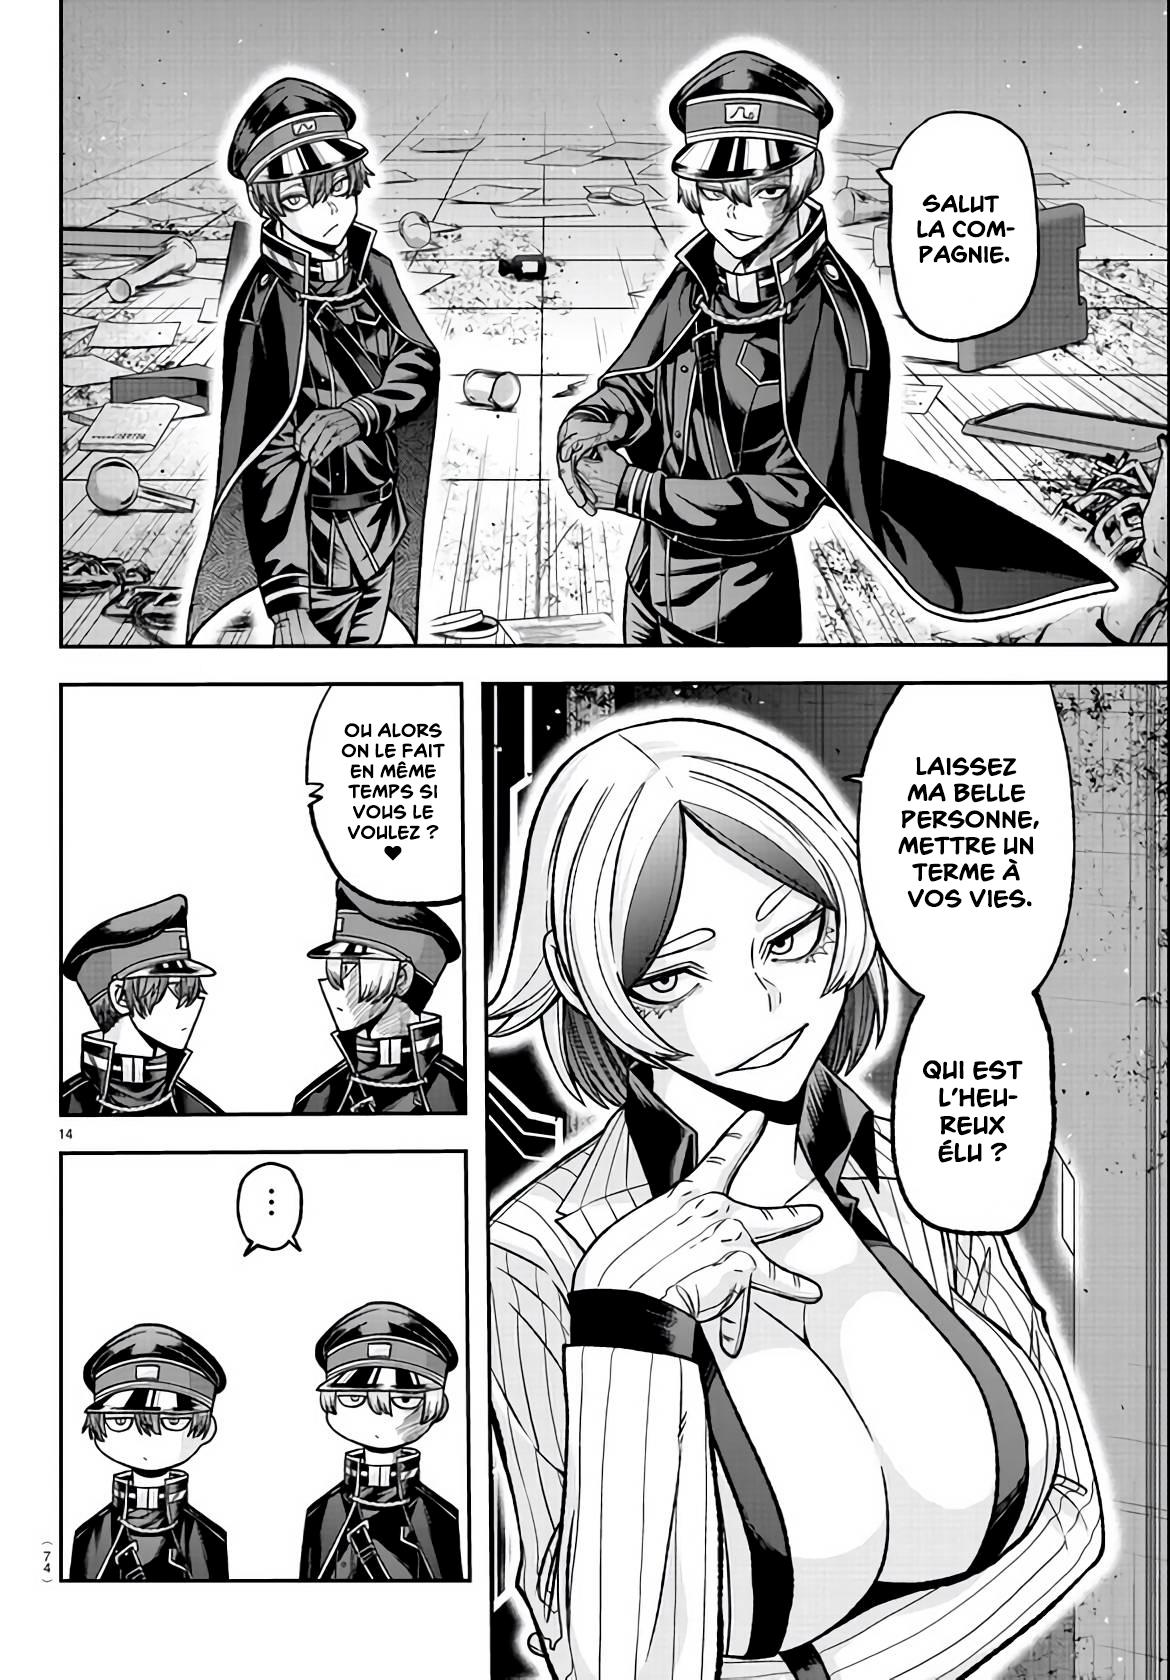 SALUT
LA COM-
PAGNIE.
LAISSEZ
MA BELLE
PERSONNE,
METTRE UN
TERME À
VOS VIES.
QUI EST
L'HEU-
REUX
ÉLU ?
OU ALORS
ON LE FAIT
EN MÊME
TEMPS SI
VOUS LE
VOULEZ ?
♥
14
...
(74)